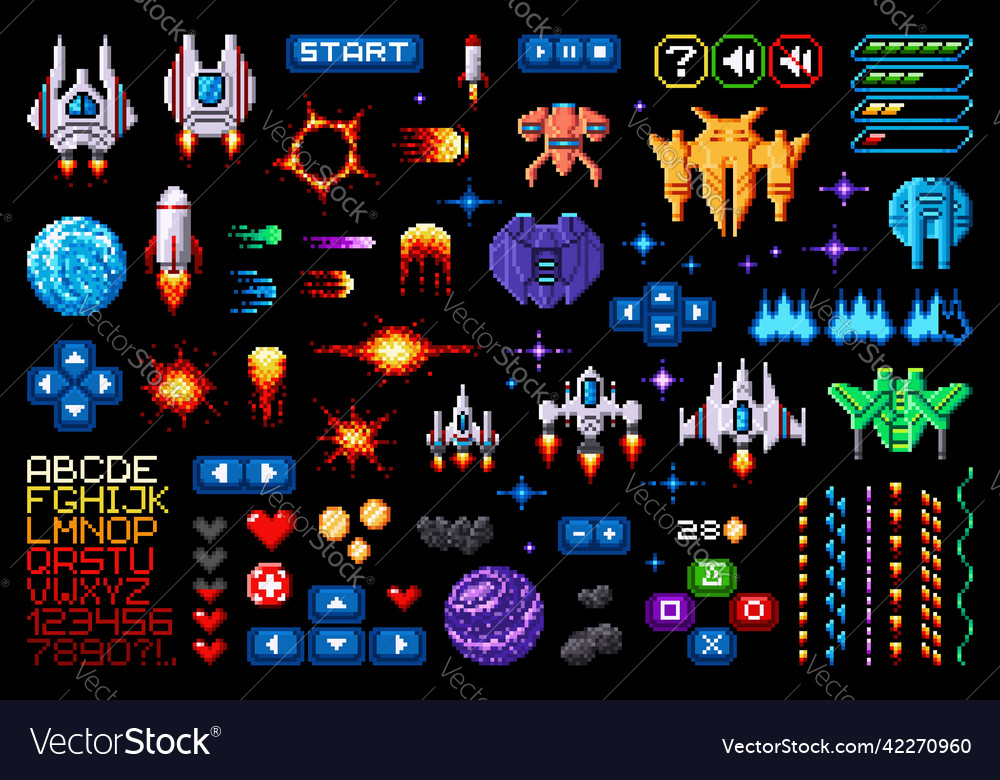 START
?
ABCDE
FGHIJK
LMNOP
QRSTU
VWXYZ
123456
7890?!..
28
VectorStock®
VectorStock.com/42270960